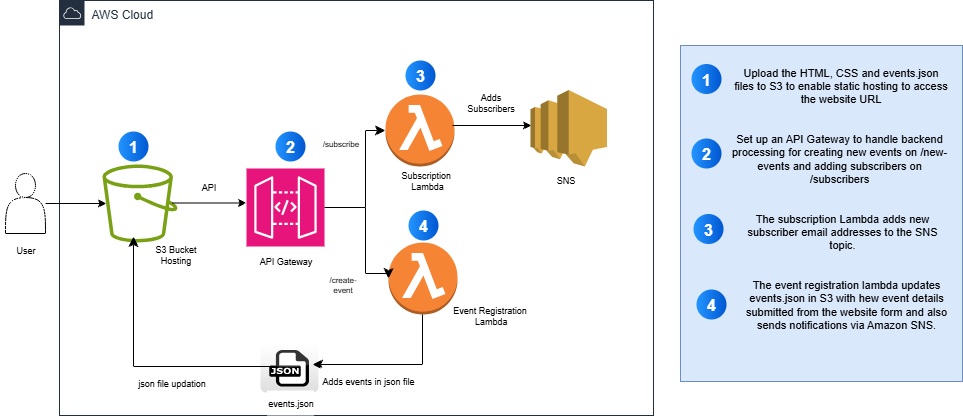 AWS Cloud
3
Adds
Subscribers
/subscribe
1
2
API
Subscription
Lambda
SNS
User
S3 Bucket
Hosting
API Gateway
</>
4
/create-
event
Event Registration
Lambda
JSON
json file updation
Adds events in json file
events.json
1
Upload the HTML, CSS and events.json
files to S3 to enable static hosting to access
the website URL
2
Set up an API Gateway to handle backend
processing for creating new events on /new-
events and adding subscribers on
/subscribers
3
The subscription Lambda adds new
subscriber email addresses to the SNS
topic.
4
The event registration lambda updates
events.json in S3 with hew event details
submitted from the website form and also
sends notifications via Amazon SNS.